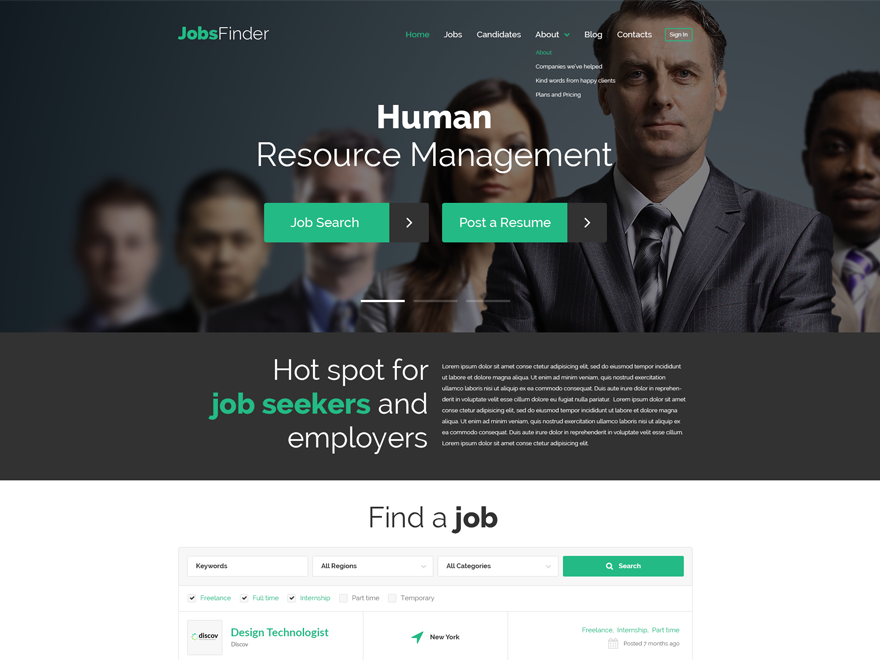 JobsFinder
Home Jobs Candidates About Blog Contacts Sign In
About
Companies we've helped
Kind words from happy clients
Plans and Pricing
Human
Resource Management
Job Search
Post a Resume
Hot spot for
job seekers and
employers
Lorem ipsum dolor sit amet conse ctetur adipisicing elit, sed do eiusmod tempor incididunt
ut labore et dolore magna aliqua. Ut enim ad minim veniam, quis nostrud exercitation
ullamco laboris nisi ut aliquip ex ea commodo consequat. Duis aute irure dolor in reprehen-
derit in voluptate velit esse cillum dolore eu fugiat nulla pariatur. Lorem ipsum dolor sit amet
conse ctetur adipisicing elit, sed do eiusmod tempor incididunt ut labore et dolore magna
aliqua. Ut enim ad minim veniam, quis nostrud exercitation ullamco laboris nisi ut aliquip ex
ea commodo consequat. Duis aute irure dolor in reprehenderit in voluptate velit esse cillum.
Lorem ipsum dolor sit amet conse ctetur adipisicing elit.
Find a job
Keywords
All Regions
All Categories
Search
Freelance Full time Internship Part time Temporary
discov
Design Technologist
Discov
New York
Freelance, Internship, Part time
Posted 7 months ago